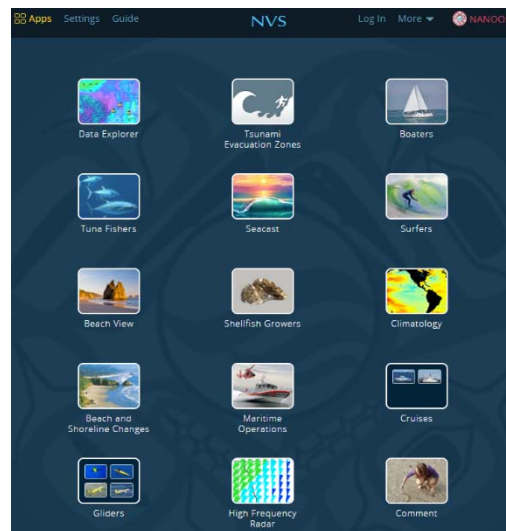 Apps Settings Guide NVS Log In More NANOO
Data Explorer
Tsunami
Evacuation Zones
Boaters
Tuna Fishers
Seacast
Surfers
Beach View
Shellfish Growers
Climatology
Beach and
Shoreline Changes
Maritime
Operations
Cruises
Gliders
High Frequency
Radar
Comment